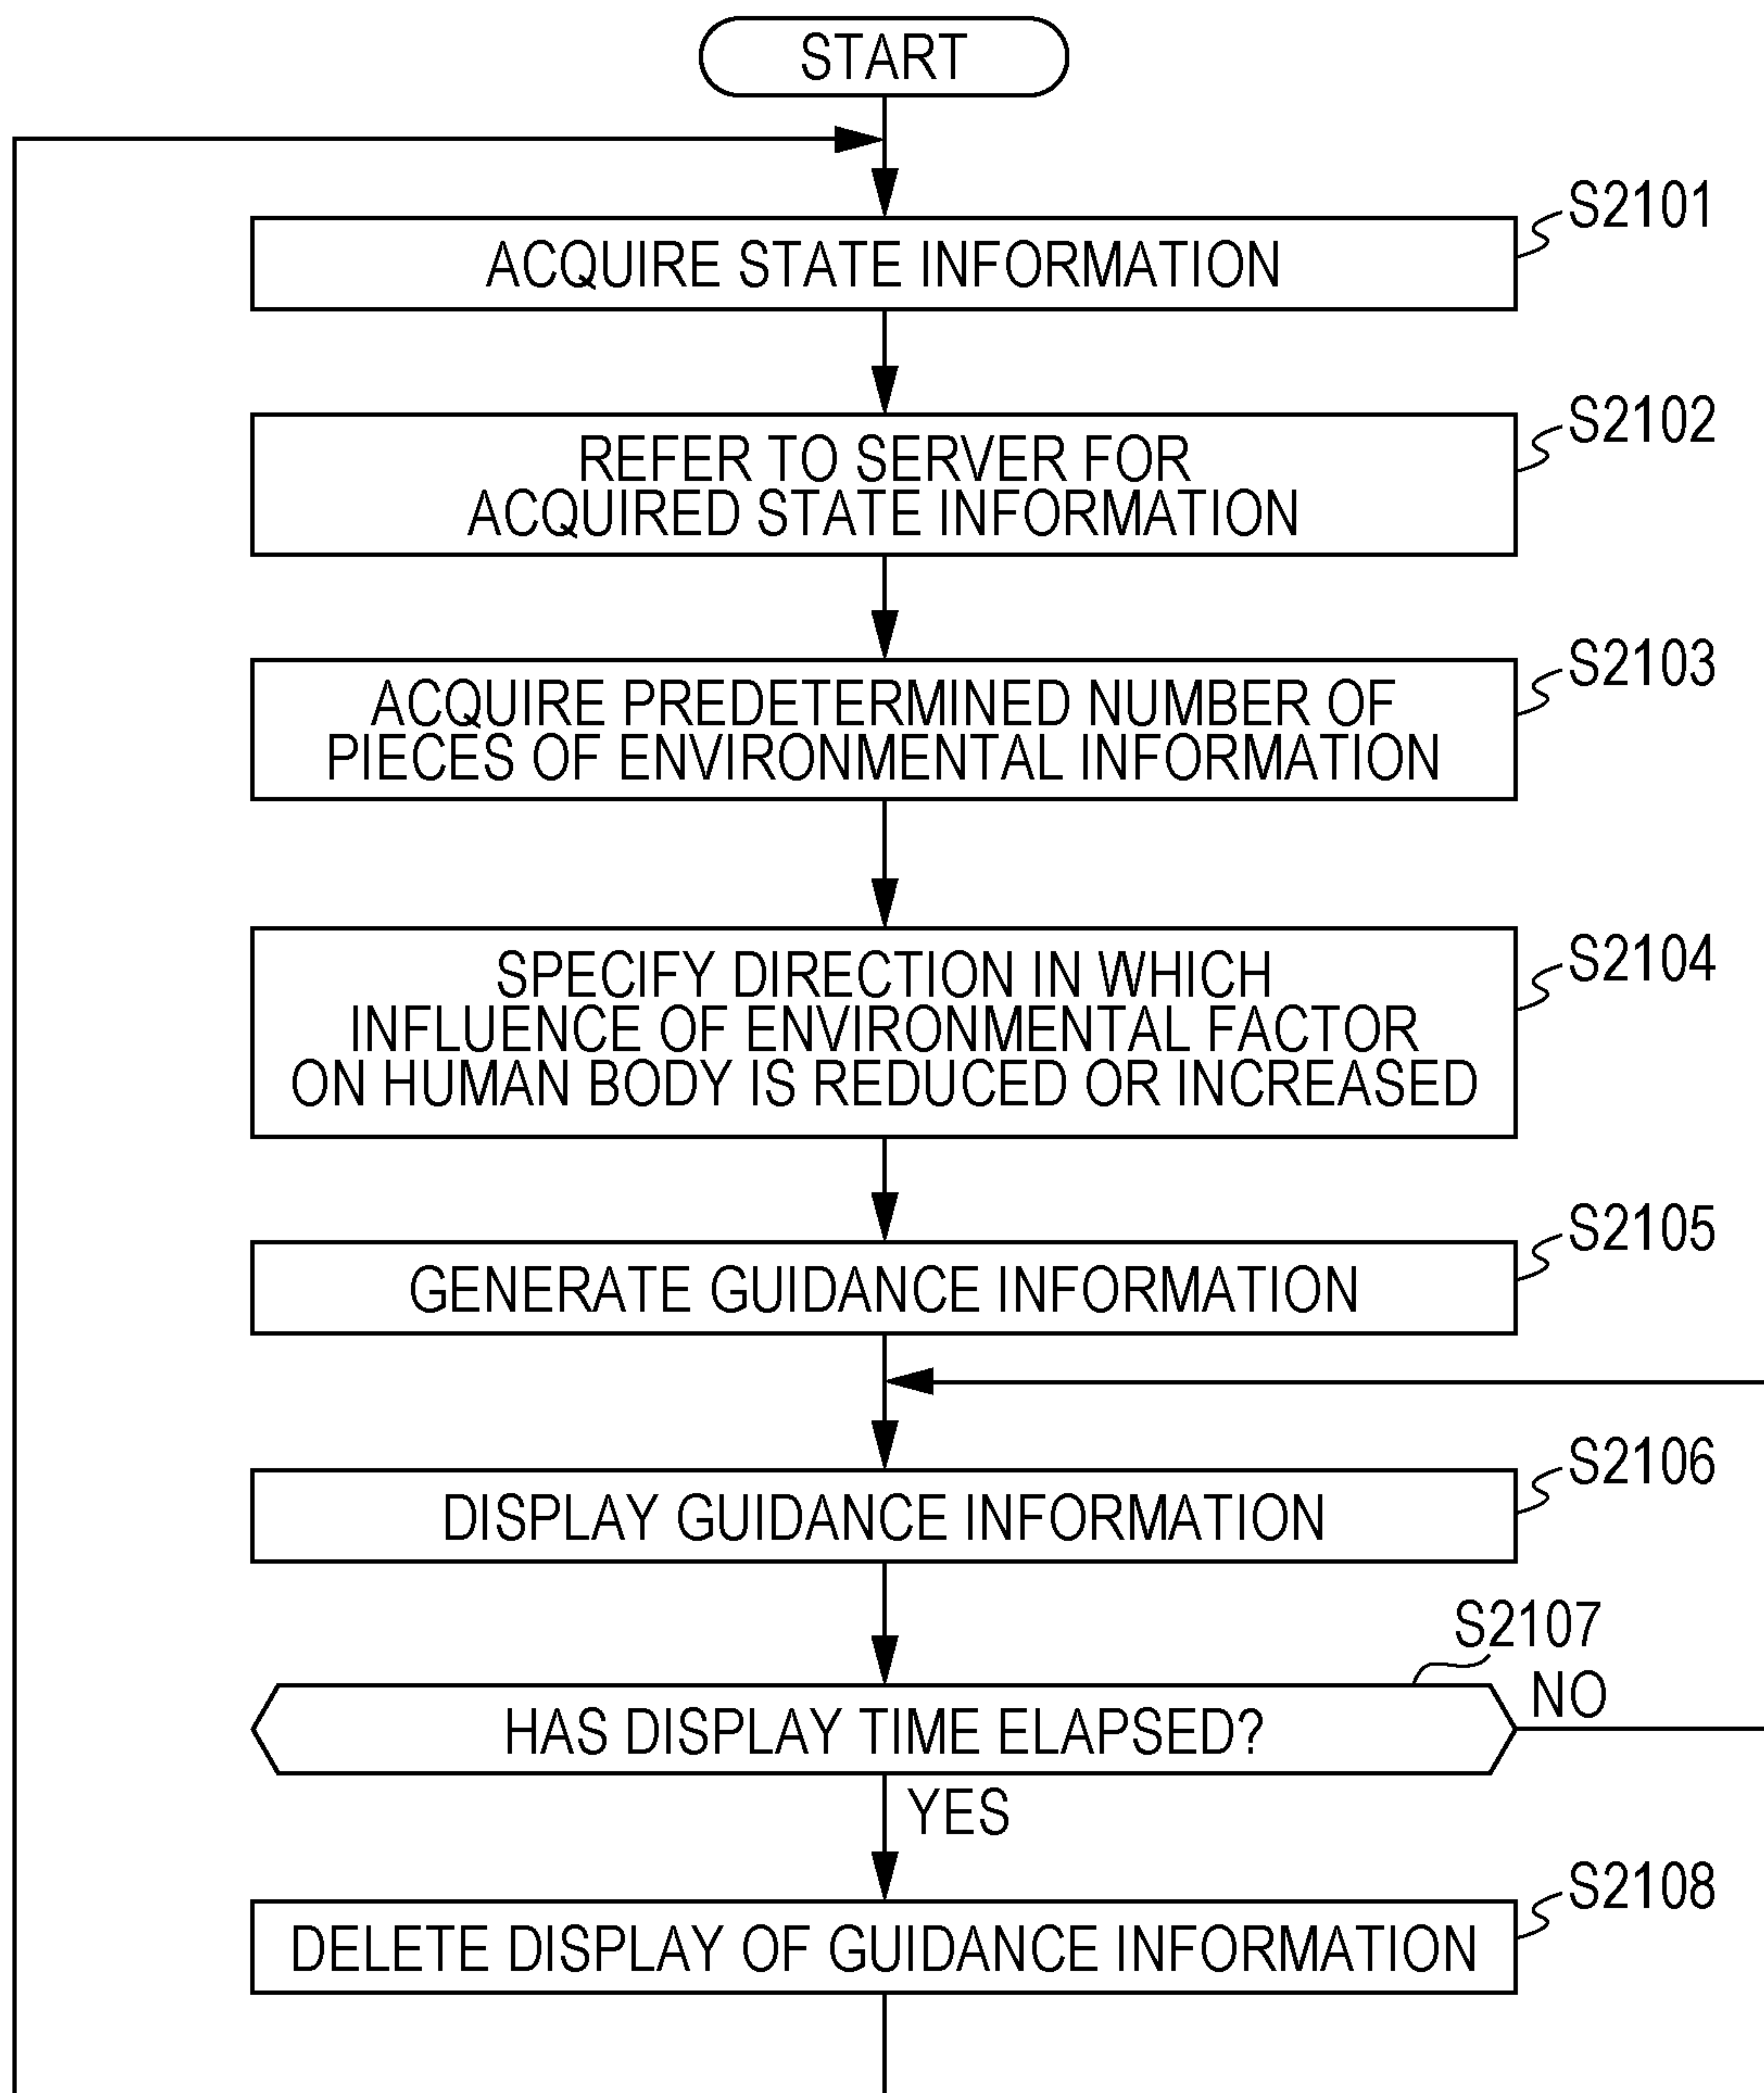 START
S2101
ACQUIRE STATE INFORMATION
S2102
REFER TO SERVER FOR
ACQUIRED STATE INFORMATION
S2103
ACQUIRE PREDETERMINED NUMBER OF
PIECES OF ENVIRONMENTAL INFORMATION
S2104
SPECIFY DIRECTION IN WHICH
INFLUENCE OF ENVIRONMENTAL FACTOR
ON HUMAN BODY IS REDUCED OR INCREASED
S2105
GENERATE GUIDANCE INFORMATION
S2106
DISPLAY GUIDANCE INFORMATION
S2107
NO
HAS DISPLAY TIME ELAPSED?
YES
S2108
DELETE DISPLAY OF GUIDANCE INFORMATION